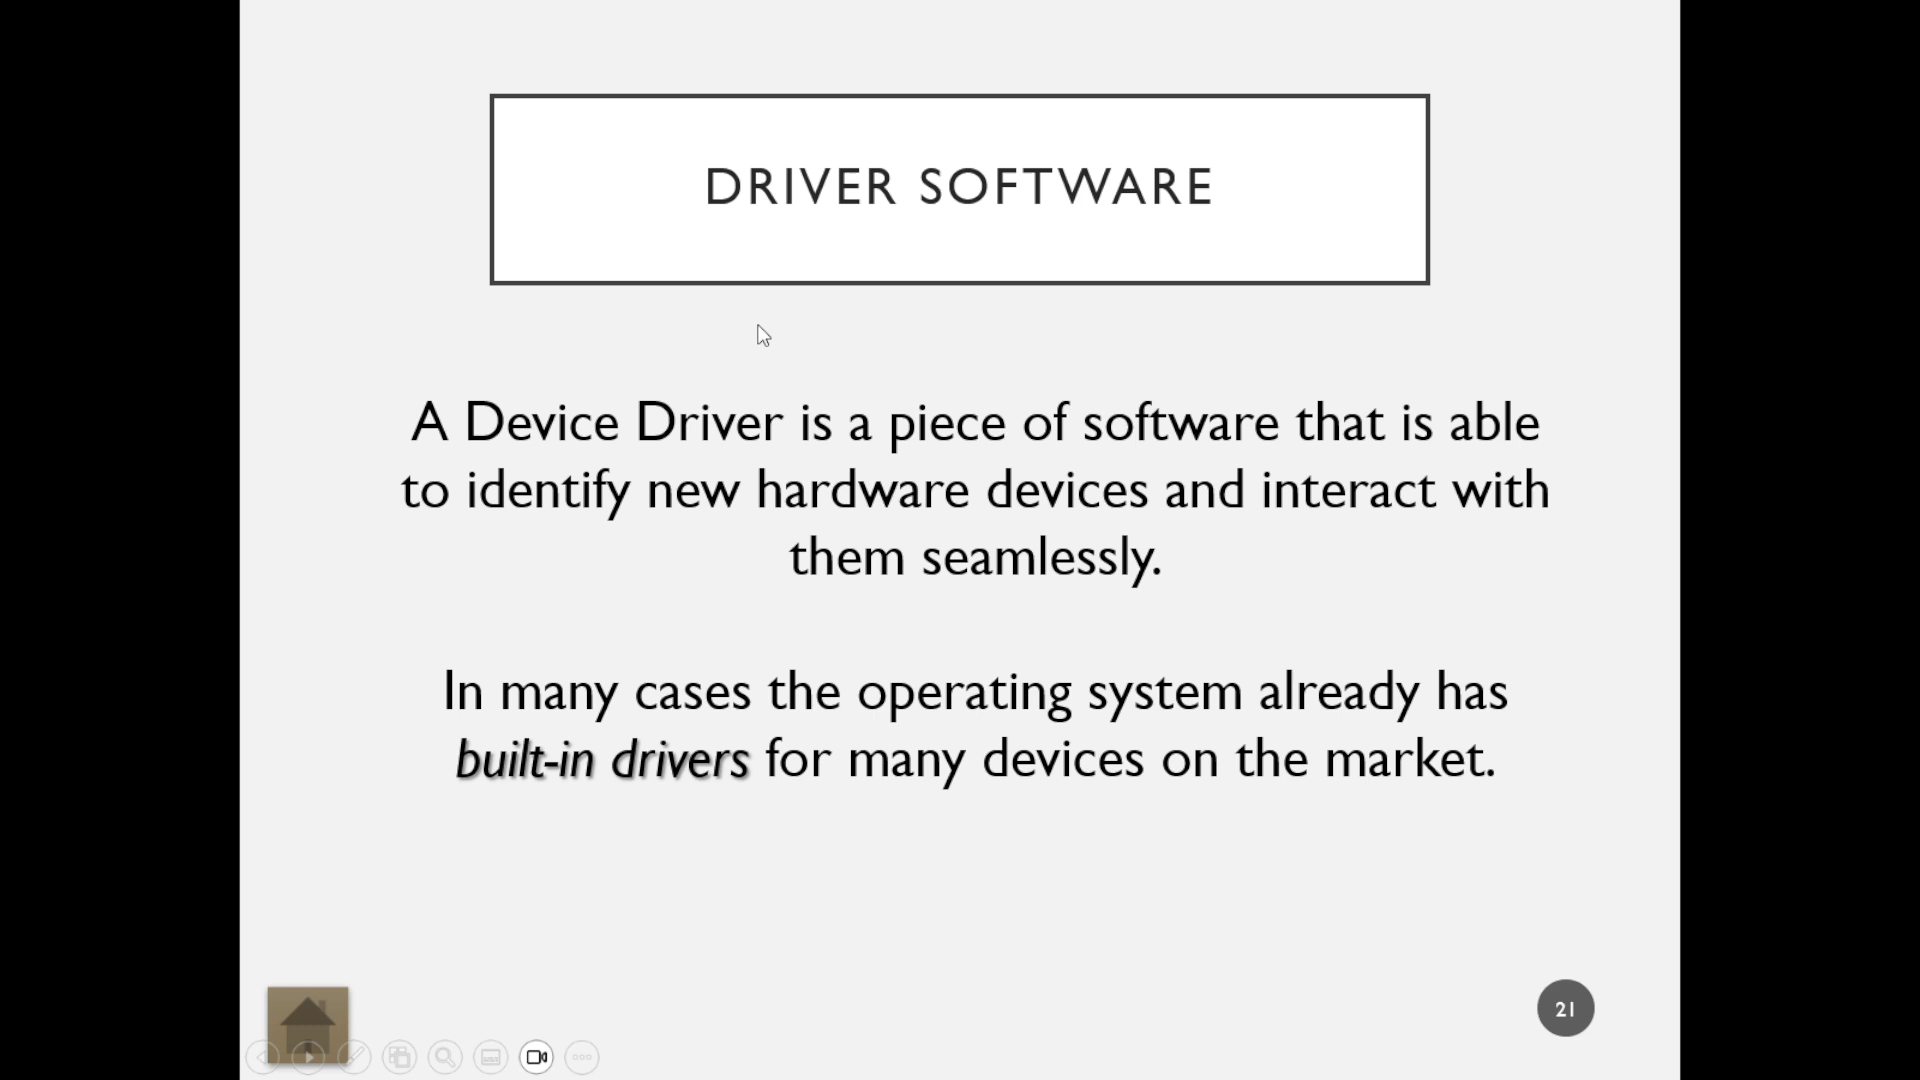 DRIVER SOFTWARE
A Device Driver is a piece of software that is able
to identify new hardware devices and interact with
them seamlessly.
In many cases the operating system already has
built-in drivers for many devices on the market.
21